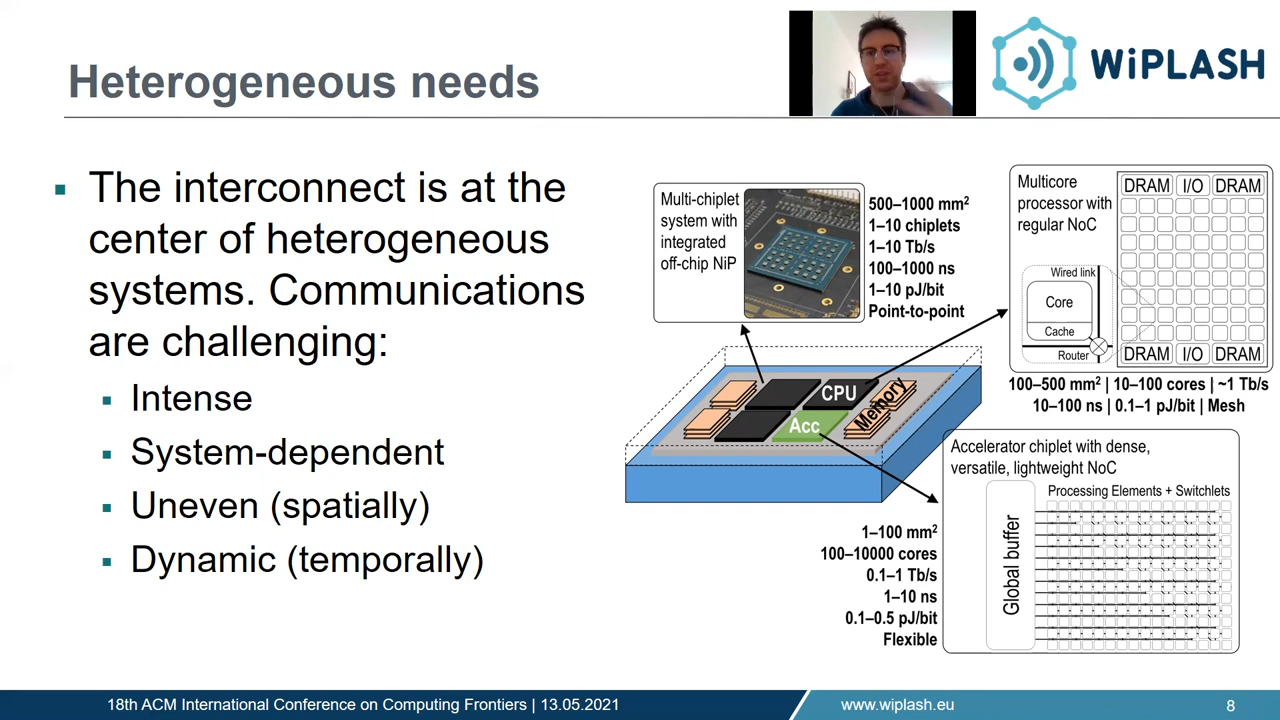 Heterogeneous needs
WiPLASH
The interconnect is at the
center of heterogeneous
systems. Communications
are challenging:
Intense
System-dependent
Uneven (spatially)
Dynamic (temporally)
Multi-chiplet
system with
integrated
off-chip NiP
500–1000 mm²
1–10 chiplets
1–10 Tb/s
100–1000 ns
1–10 pJ/bit
Point-to-point
Multicore
processor with
regular NoC
DRAM I/O DRAM
Wired link
Core
Cache
Router
DRAM I/O DRAM
100–500 mm² | 10–100 cores | ~1 Tb/s
10–100 ns | 0.1–1 pJ/bit | Mesh
CPU
Acc
Memory
Accelerator chiplet with dense,
versatile, lightweight NoC
Processing Elements + Switchlets
Global buffer
1–100 mm²
100–10000 cores
0.1–1 Tb/s
1–10 ns
0.1–0.5 pJ/bit
Flexible
18th ACM International Conference on Computing Frontiers | 13.05.2021
www.wiplash.eu
8